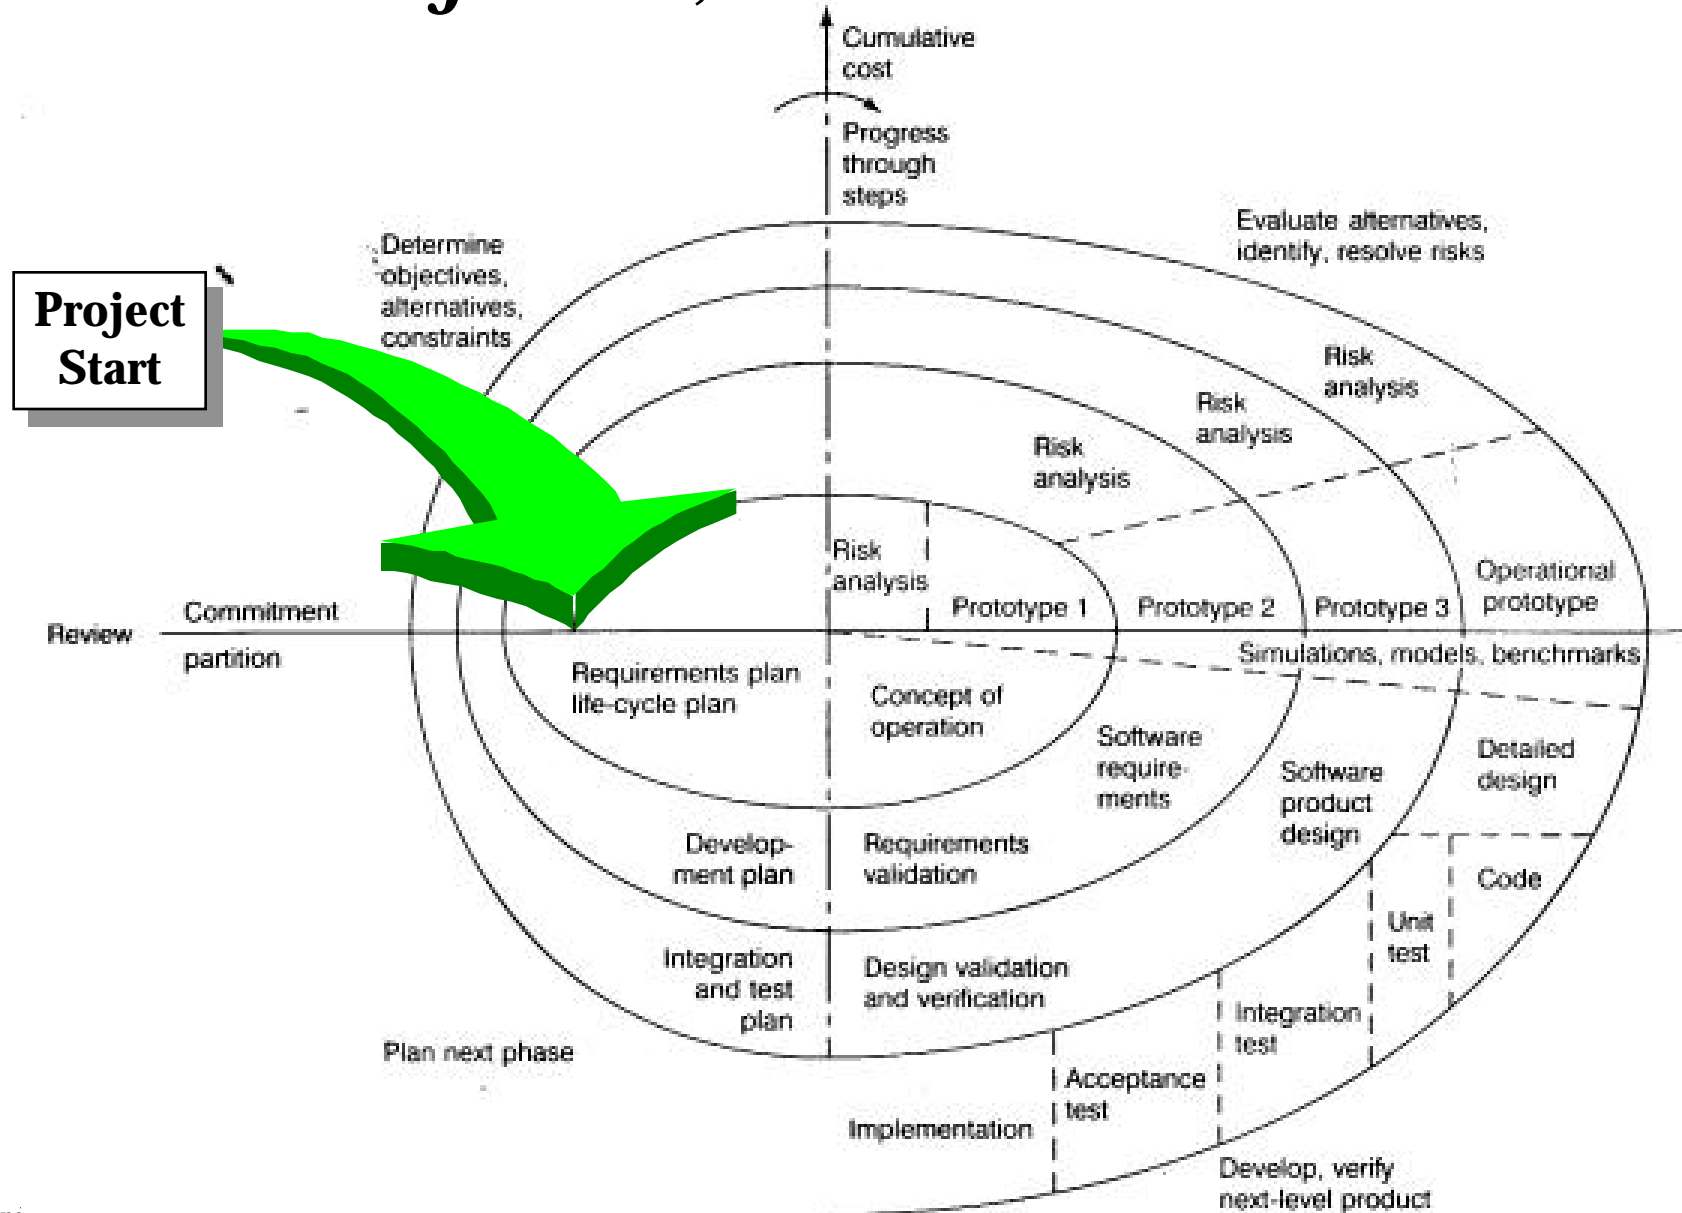 Cumulative
cost
Progress
through
steps
Evaluate alternatives,
identify, resolve risks
Determine
objectives,
alternatives,
constraints
Project
Start
Risk
analysis
Risk
analysis
Risk
analysis
Risk
analysis
Operational
prototype
Prototype 1
Prototype 2
Prototype 3
Commitment
Review
partition
Simulations, models, benchmarks
Requirements plan
life-cycle plan
Concept of
operation
Software
require-
ments
Software
product
design
Detailed
design
Develop-
ment plan
Requirements
validation
Code
Unit
test
Integration
and test
plan
Design validation
and verification
Integration
test
Plan next phase
Acceptance
test
Implementation
Develop, verify
next-level product